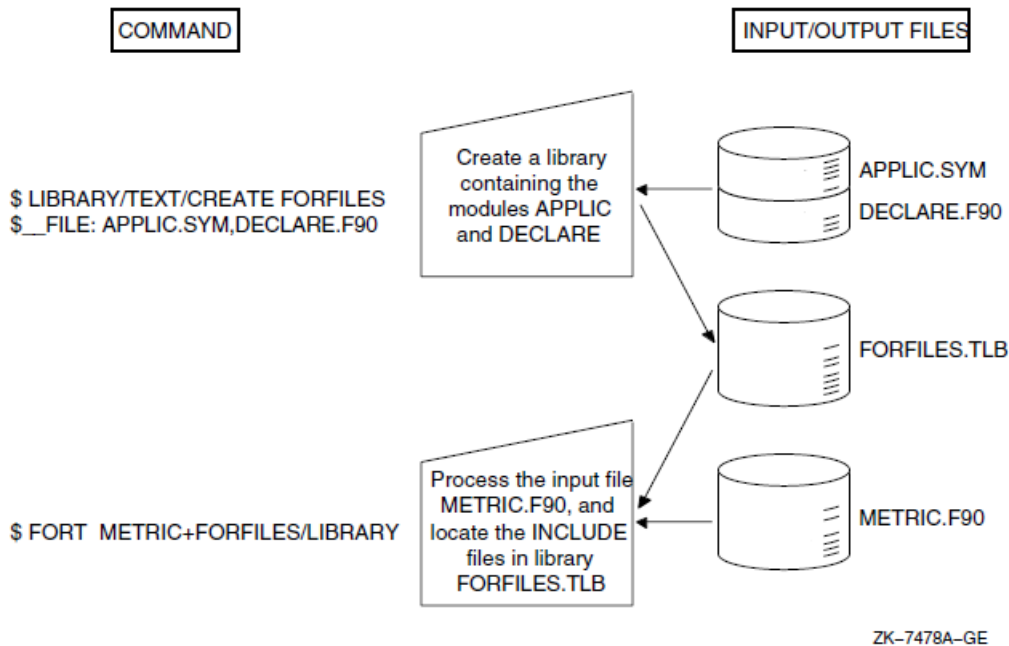 COMMAND
INPUT/OUTPUT FILES
$ LIBRARY/TEXT/CREATE FORFILES
$__FILE: APPLIC.SYM,DECLARE.F90
Create a library
containing the
modules APPLIC
and DECLARE
APPLIC.SYM
DECLARE.F90
FORFILES.TLB
$ FORT METRIC+FORFILES/LIBRARY
Process the input file
METRIC.F90, and
locate the INCLUDE
files in library
FORFILES.TLB
METRIC.F90
ZK–7478A–GE